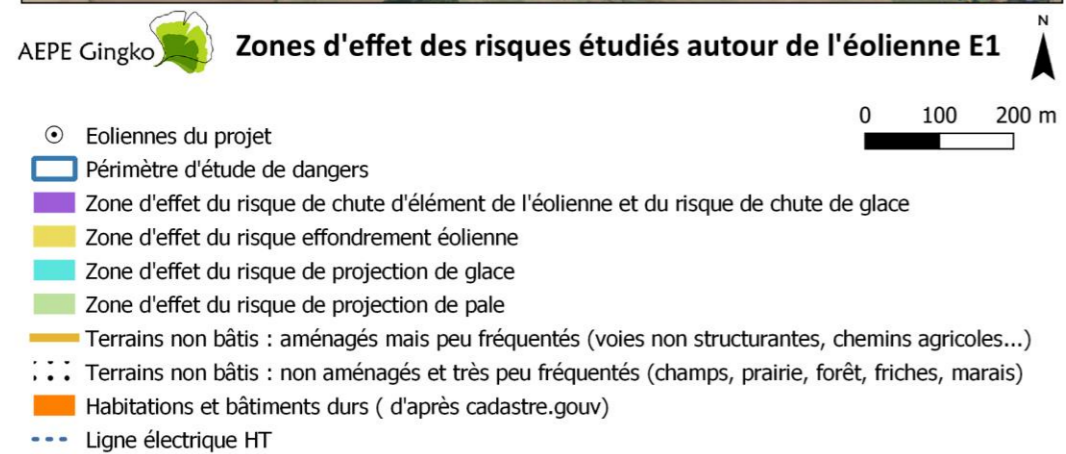 AEPE Gingko
Zones d'effet des risques étudiés autour de l'éolienne E1
N
0 100 200 m
Eoliennes du projet
Périmètre d'étude de dangers
Zone d'effet du risque de chute d'élément de l'éolienne et du risque de chute de glace
Zone d'effet du risque effondrement éolienne
Zone d'effet du risque de projection de glace
Zone d'effet du risque de projection de pale
Terrains non bâtis : aménagés mais peu fréquentés (voies non structurantes, chemins agricoles...)
Terrains non bâtis : non aménagés et très peu fréquentés (champs, prairie, forêt, friches, marais)
Habitations et bâtiments durs ( d'après cadastre.gouv)
Ligne électrique HT